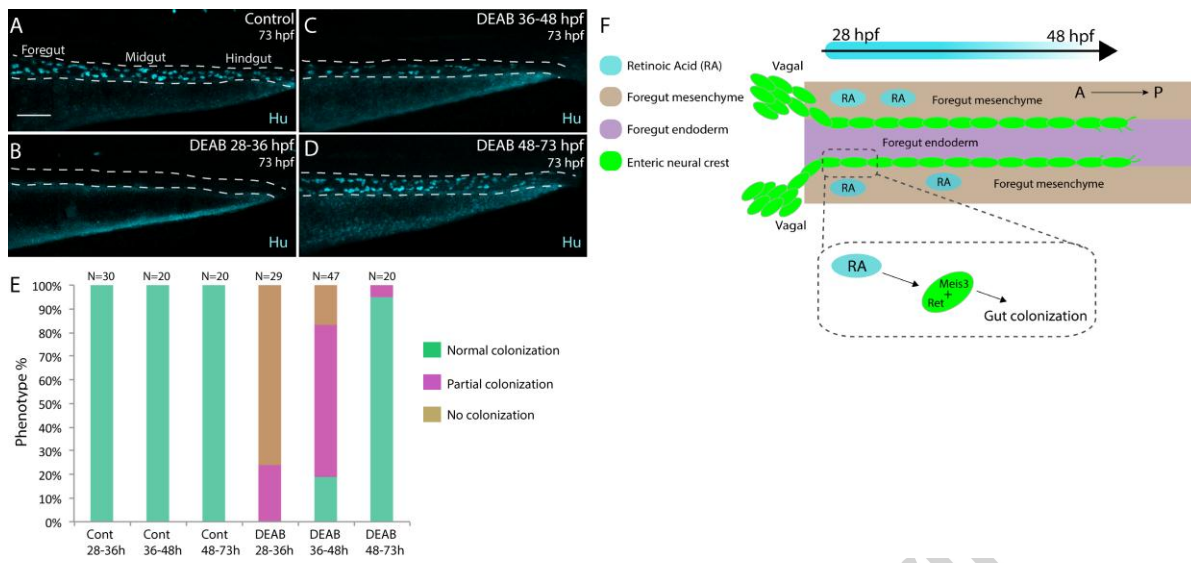 A
Control
73 hpf
Foregut
Midgut
Hindgut
Hu
B
DEAB 28-36 hpf
73 hpf
Hu
C
DEAB 36-48 hpf
73 hpf
Hu
D
DEAB 48-73 hpf
73 hpf
Hu
E
N=30
N=20
N=20
N=29
N=47
N=20
Phenotype %
100%
90%
80%
70%
60%
50%
40%
30%
20%
10%
0%
Cont
28-36h
Cont
36-48h
Cont
48-73h
DEAB
28-36h
DEAB
36-48h
DEAB
48-73h
Normal colonization
Partial colonization
No colonization
F
28 hpf
48 hpf
Retinoic Acid (RA)
Foregut mesenchyme
Foregut endoderm
Enteric neural crest
Vagal
RA
RA
Foregut mesenchyme
A
P
Foregut endoderm
RA
RA
Foregut mesenchyme
Vagal
RA
Meis3
+
Ret
Gut colonization